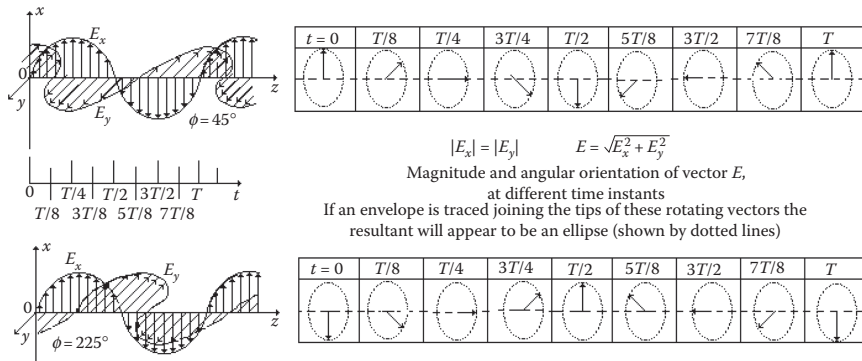 x
E_x
0
y
E_y
ϕ = 45°
z
t = 0 T/8 T/4 3T/4 T/2 5T/8 3T/2 7T/8 T
|E_x| = |E_y| E = √E_x^2 + E_y^2
Magnitude and angular orientation of vector E,
at different time instants
If an envelope is traced joining the tips of these rotating vectors the
resultant will appear to be an ellipse (shown by dotted lines)
0 T/4 T/2 3T/2 T t
T/8 3T/8 5T/8 7T/8
x
E_x
E_y
0
y
ϕ = 225°
z
t = 0 T/8 T/4 3T/4 T/2 5T/8 3T/2 7T/8 T